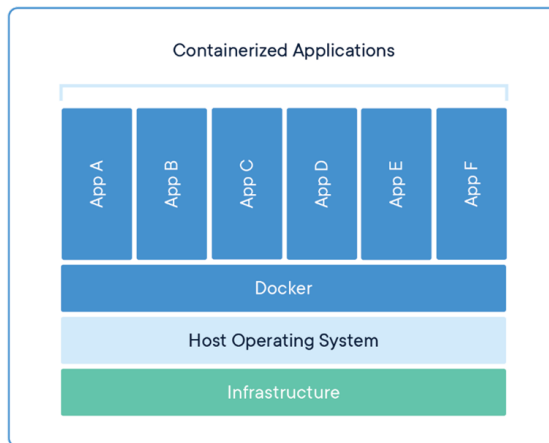 Containerized Applications
App A
App B
App C
App D
App E
App F
Docker
Host Operating System
Infrastructure